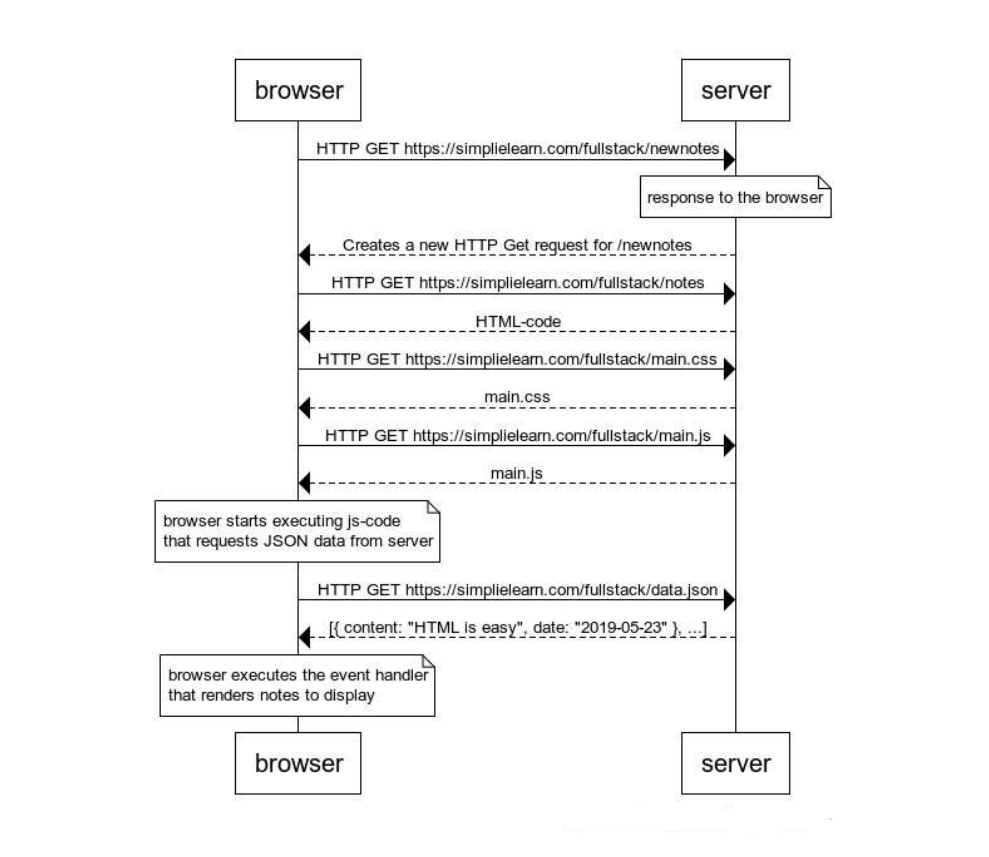 browser
server
HTTP GET https://simplielearn.com/fullstack/newnotes
response to the browser
Creates a new HTTP Get request for /newnotes
HTTP GET https://simplielearn.com/fullstack/notes
HTML-code
HTTP GET https://simplielearn.com/fullstack/main.css
main.css
HTTP GET https://simplielearn.com/fullstack/main.js
main.js
browser starts executing js-code
that requests JSON data from server
HTTP GET https://simplielearn.com/fullstack/data.json
[{ content: "HTML is easy", date: "2019-05-23" }, ...]
browser executes the event handler
that renders notes to display
browser
server